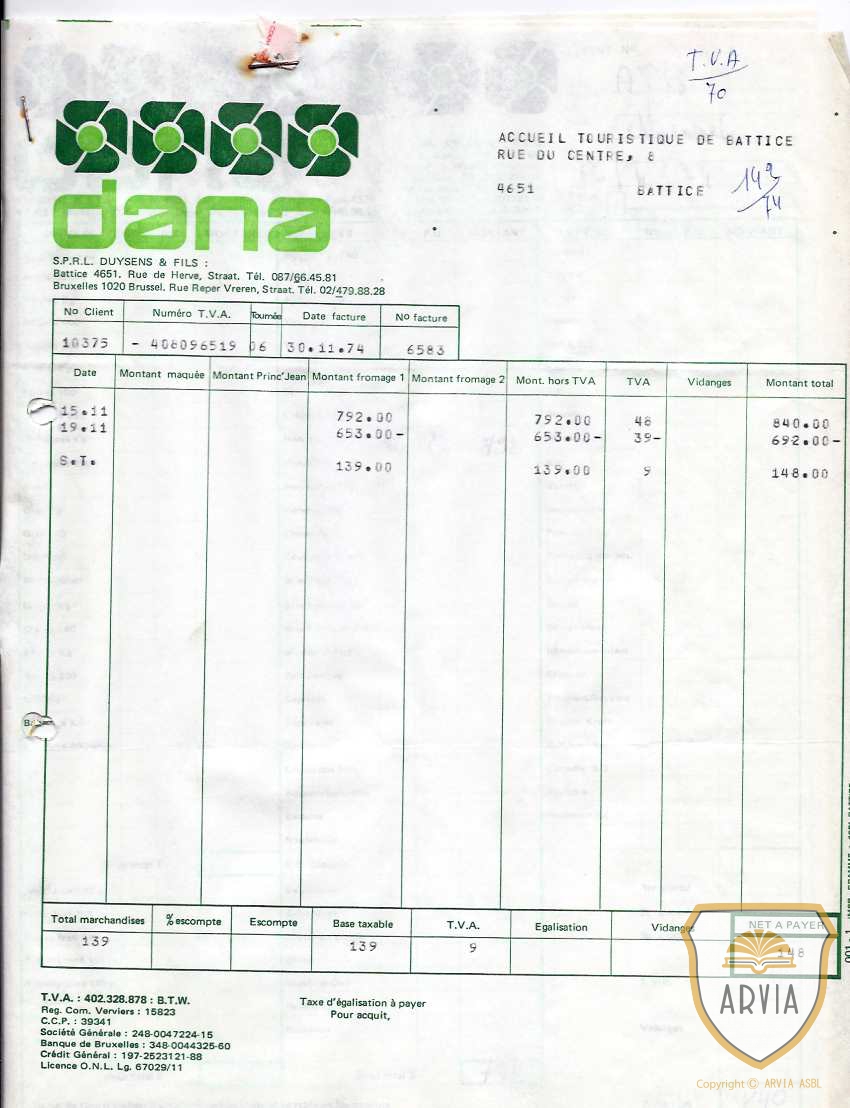 T.V.A
70
ACCUEIL TOURISTIQUE DE BATTICE
RUE DU CENTRE, 8
4651 BATTICE
149
74
dana
S.P.R.L. DUYSENS & FILS :
Battice 4651. Rue de Herve, Straat. Tél. 087/66.45.81
Bruxelles 1020 Brussel. Rue Reper Vreren, Straat. Tél. 02/479.88.28
No Client Numéro T.V.A. Tournée Date facture No facture
10375 - 408096519 06 30.11.74 6583
Date Montant maquée Montant Princ'Jean Montant fromage 1 Montant fromage 2 Mont. hors TVA TVA Vidanges Montant total
15.11 792.00 792.00 48 840.00
19.11 653.00- 653.00- 39- 692.00-
S.T. 139.00 139.00 9 148.00
Total marchandises % escompte Escompte Base taxable T.V.A. Egalisation Vidanges NET A PAYER
139 139 9 148
T.V.A. : 402.328.878 : B.T.W.
Reg. Com. Verviers : 15823
C.C.P. : 39341
Société Générale : 248-0047224-15
Banque de Bruxelles : 348-0044325-60
Crédit Général : 197-2523121-88
Licence O.N.L. Lg. 67029/11
Taxe d'égalisation à payer
Pour acquit,
ARVIA
Copyright © ARVIA ASBL